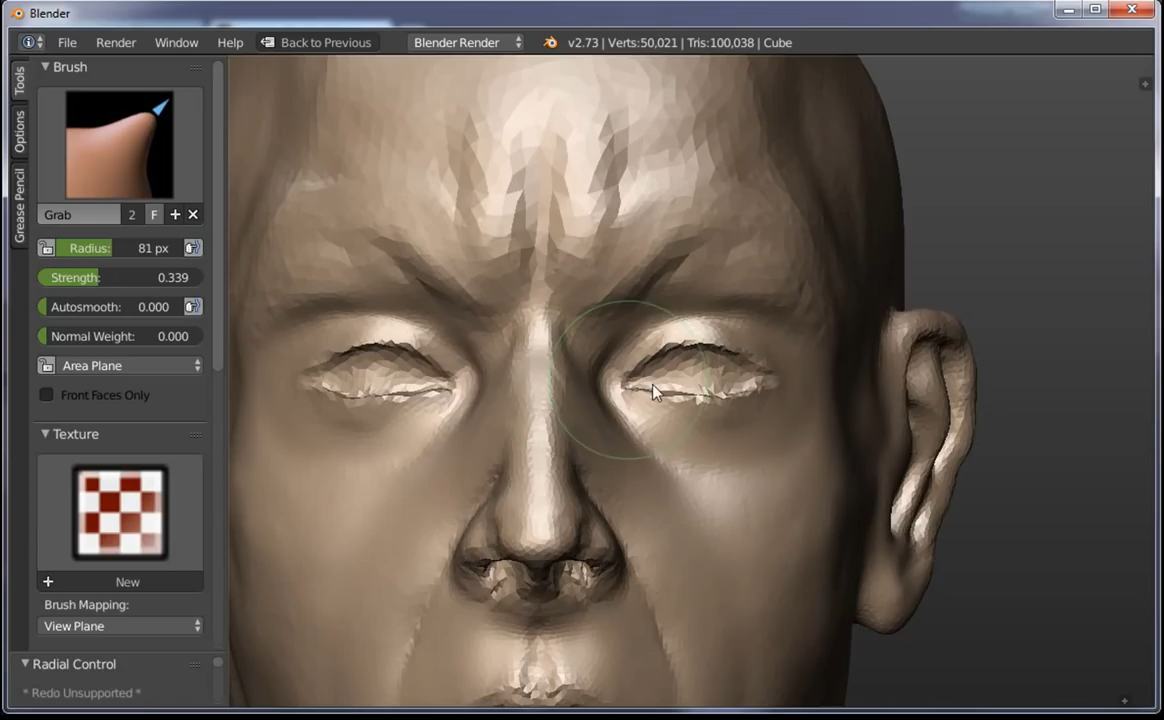 Blender
File Render Window Help Back to Previous Blender Render v2.73 | Verts:50,021 | Tris:100,038 | Cube
Tools
Options
Grease Pencil
Brush
Grab 2 F
Radius: 81 px
Strength: 0.339
Autosmooth: 0.000
Normal Weight: 0.000
Area Plane
Front Faces Only
Texture
New
Brush Mapping:
View Plane
Radial Control
* Redo Unsupported *